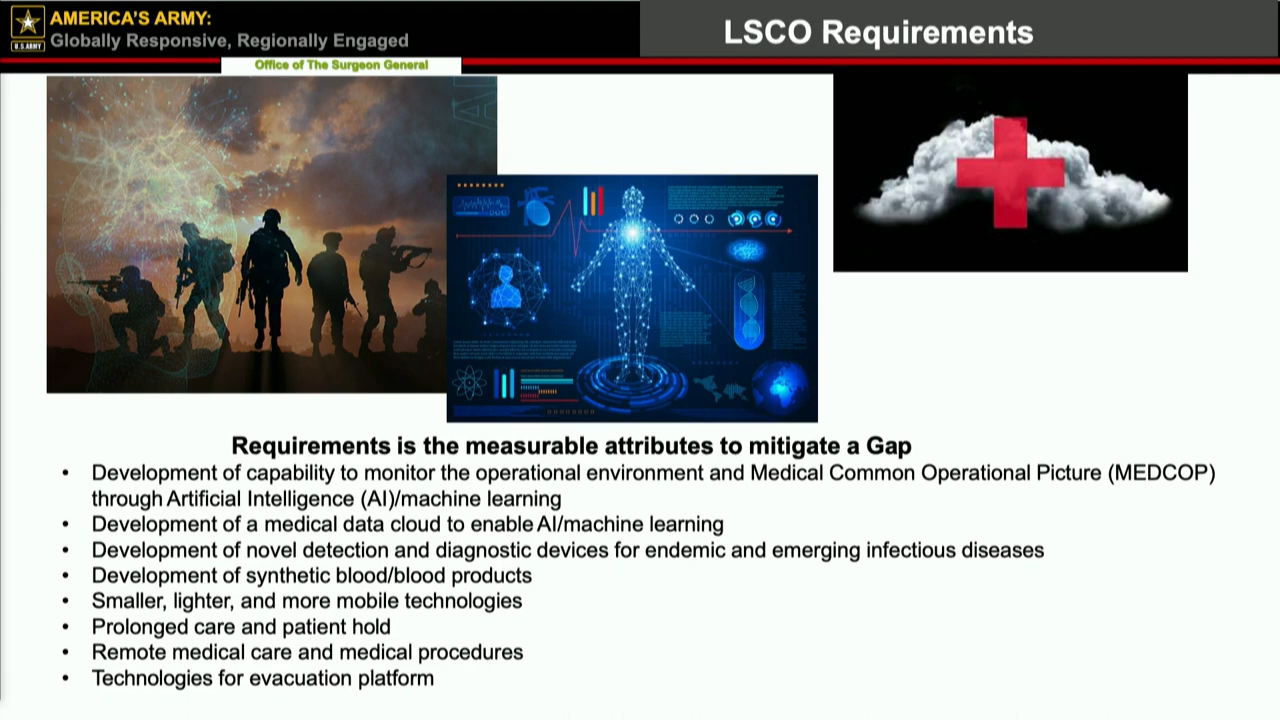 AMERICA'S ARMY:
Globally Responsive, Regionally Engaged
U.S.ARMY
LSCO Requirements
Office of The Surgeon General
AI
Requirements is the measurable attributes to mitigate a Gap
• Development of capability to monitor the operational environment and Medical Common Operational Picture (MEDCOP)
through Artificial Intelligence (AI)/machine learning
• Development of a medical data cloud to enable AI/machine learning
• Development of novel detection and diagnostic devices for endemic and emerging infectious diseases
• Development of synthetic blood/blood products
• Smaller, lighter, and more mobile technologies
• Prolonged care and patient hold
• Remote medical care and medical procedures
• Technologies for evacuation platform